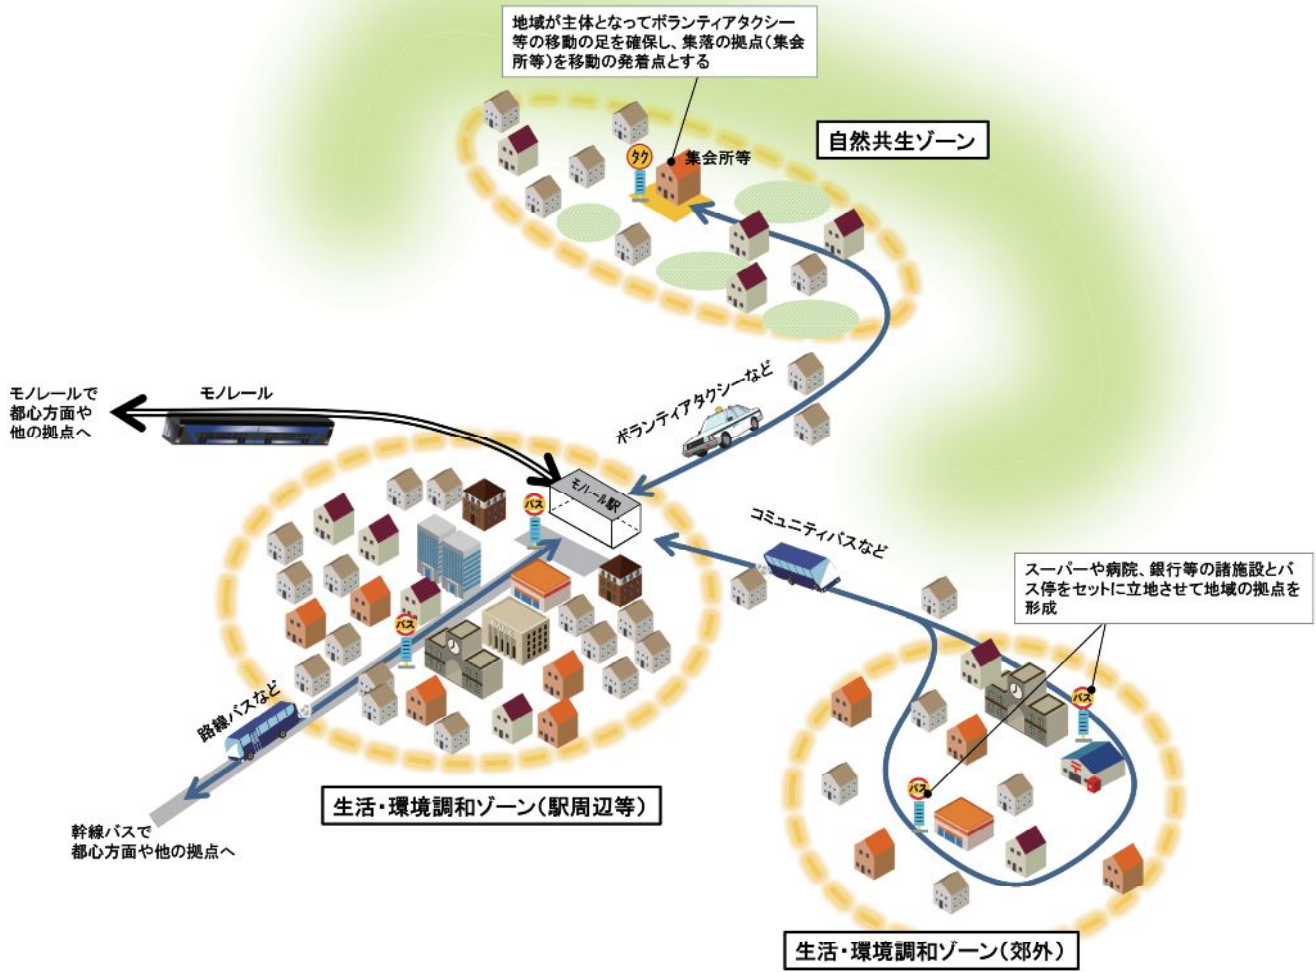 地域が主体となってボランティアタクシー
等の移動の足を確保し、集落の拠点(集会
所等)を移動の発着点とする
自然共生ゾーン
タク
集会所等
モノレールで
都心方面や
他の拠点へ
モノレール
ボランティアタクシーなど
モノレール駅
バス
コミュニティバスなど
スーパーや病院、銀行等の諸施設とバ
ス停をセットに立地させて地域の拠点を
形成
バス
路線バスなど
バス
バス
生活・環境調和ゾーン(駅周辺等)
幹線バスで
都心方面や他の拠点へ
生活・環境調和ゾーン(郊外)